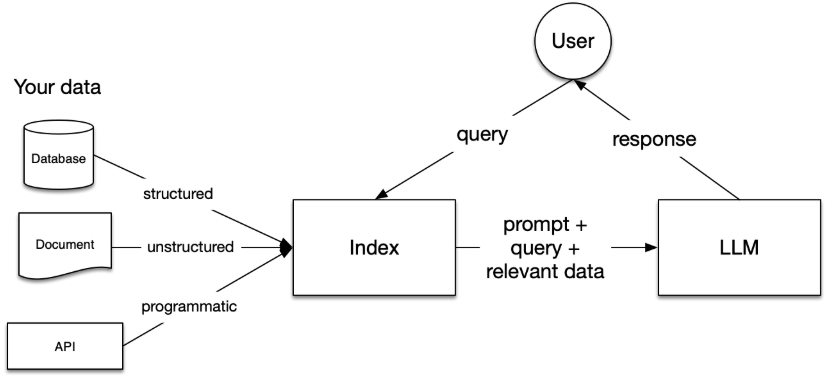 User
Your data
Database
query
response
structured
Document
unstructured
Index
prompt +
query +
relevant data
LLM
programmatic
API